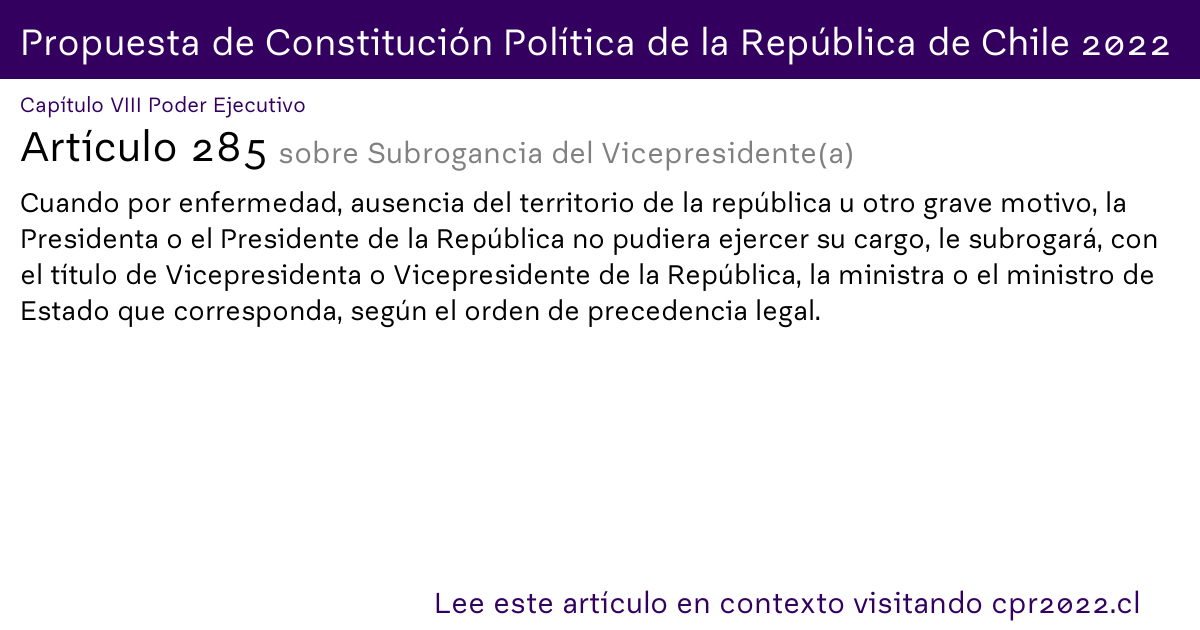 Propuesta de Constitución Política de la República de Chile 2022
Capítulo VIII Poder Ejecutivo
Artículo 285 sobre Subrogancia del Vicepresidente(a)
Cuando por enfermedad, ausencia del territorio de la república u otro grave motivo, la
Presidenta o el Presidente de la República no pudiera ejercer su cargo, le subrogará, con
el título de Vicepresidenta o Vicepresidente de la República, la ministra o el ministro de
Estado que corresponda, según el orden de precedencia legal.
Lee este artículo en contexto visitando cpr2022.cl